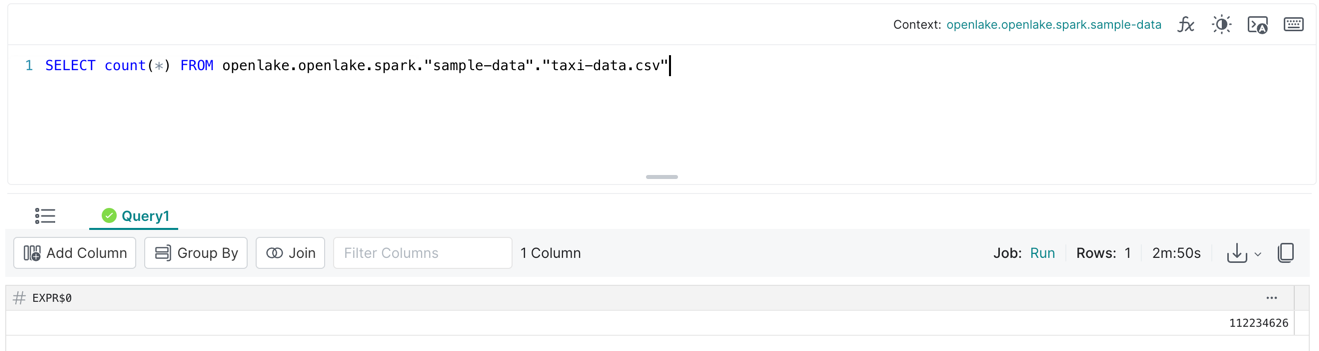 Context: openlake.openlake.spark.sample-data
1 SELECT count(*) FROM openlake.openlake.spark."sample-data"."taxi-data.csv"
Query1
Add Column Group By Join Filter Columns 1 Column Job: Run Rows: 1 2m:50s
# EXPR$0 ...
112234626